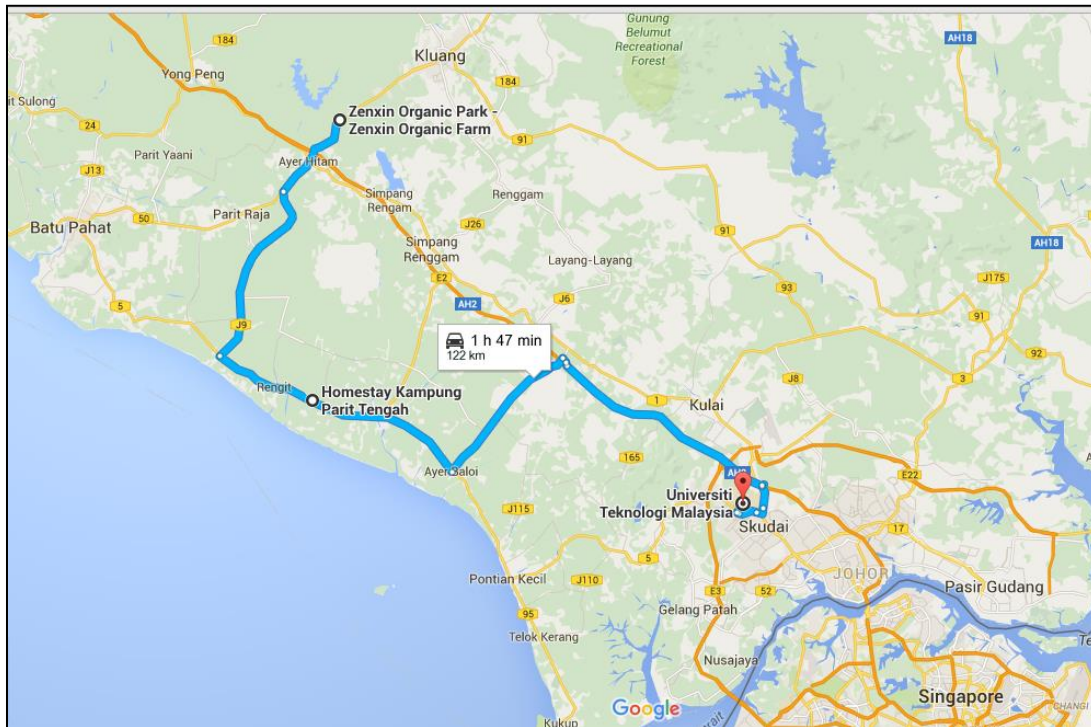 Gunung
Belumut
Recreational
Forest
AH18
184
Kluang
Yong Peng
184
it Sulong
24
Zenxin Organic Park -
Zenxin Organic Farm
91
Parit Yaani
Ayer Hitam
J13
Simpang
Rengam
Renggam
50
Parit Raja
Batu Pahat
J26
91
Simpang
Renggam
AH18
Layang-Layang
E2
J175
AH2
J6
5
91
J9
1 h 47 min
122 km
92
Rengit
J8
3
Homestay Kampung
Parit Tengah
1
Kulai
165
Ayer Baloi
AH2
E22
Universiti
Teknologi Malaysia
J115
Skudai
17
5
JOHOR
Pontian Kecil
J110
Pasir Gudang
E3
52
Gelang Patah
95
Telok Kerang
Nusajaya
Singapore
Google
CHANGI
Kukup